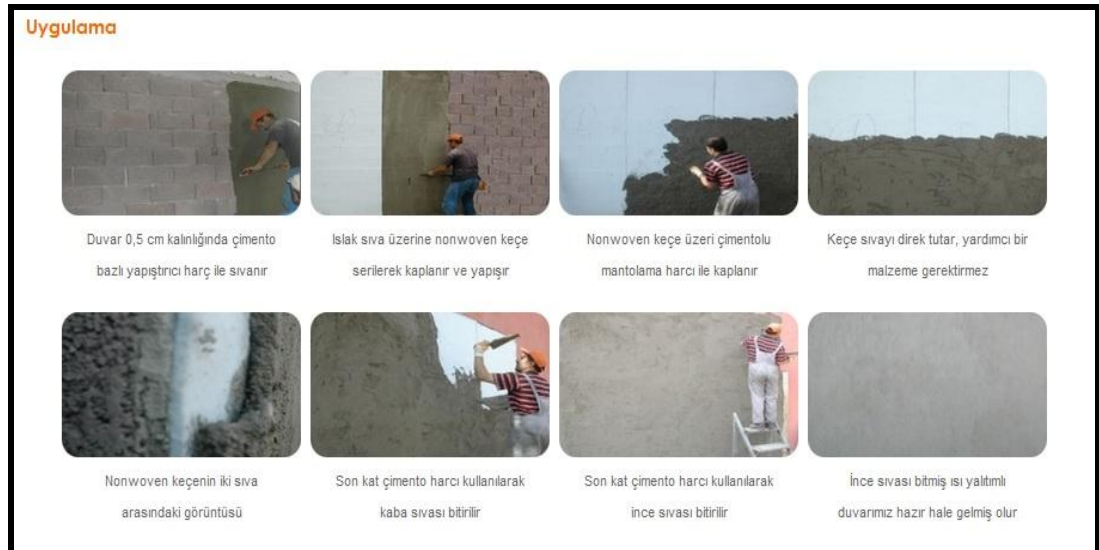 Uygulama
Duvar 0,5 cm kalınlığında çimento
bazlı yapıştırıcı harç ile sıvanır
Islak sıva üzerine nonwoven keçe
serilerek kaplanır ve yapışır
Nonwoven keçe üzeri çimentolu
mantolama harcı ile kaplanır
Keçe sıvayı direk tutar, yardımcı bir
malzeme gerektirmez
Nonwoven keçenin iki sıva
arasındaki görüntüsü
Son kat çimento harcı kullanılarak
kaba sıvası bitirilir
Son kat çimento harcı kullanılarak
ince sıvası bitirilir
İnce sıvası bitmiş ısı yalıtımlı
duvarımız hazır hale gelmiş olur